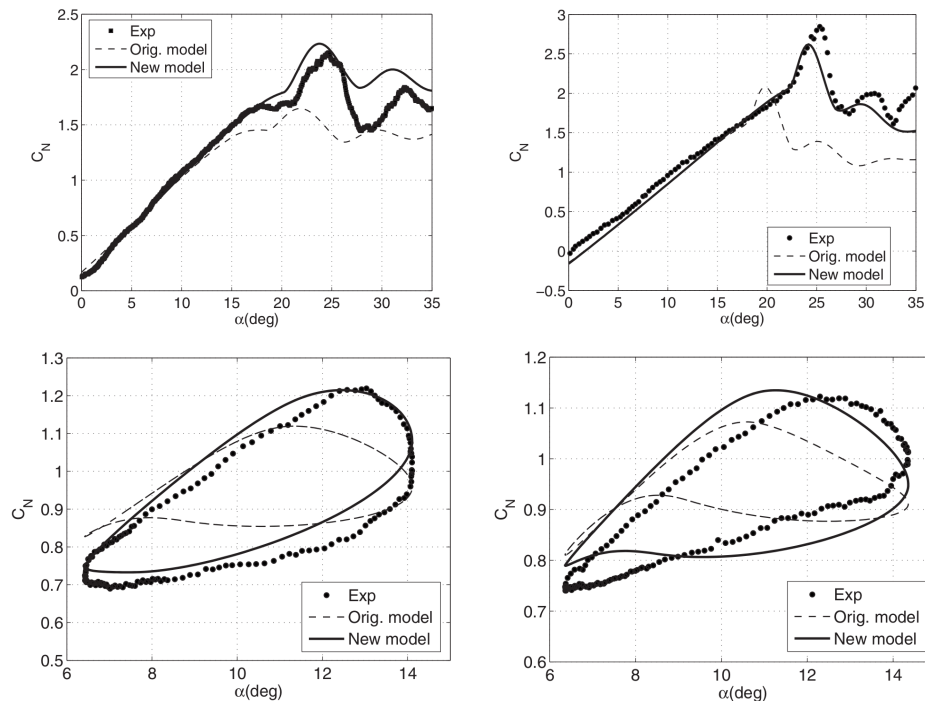 2.5
2
1.5
1
0.5
0
C_N
0 5 10 15 20 25 30 35
α(deg)
Exp
Orig. model
New model
3
2.5
2
1.5
1
0.5
0
−0.5
C_N
0 5 10 15 20 25 30 35
α(deg)
Exp
Orig. model
New model
1.3
1.2
1.1
1
0.9
0.8
0.7
0.6
0.5
C_N
6 8 10 12 14
α(deg)
Exp
Orig. model
New model
1.2
1.1
1
0.9
0.8
0.7
0.6
C_N
6 8 10 12 14
α(deg)
Exp
Orig. model
New model